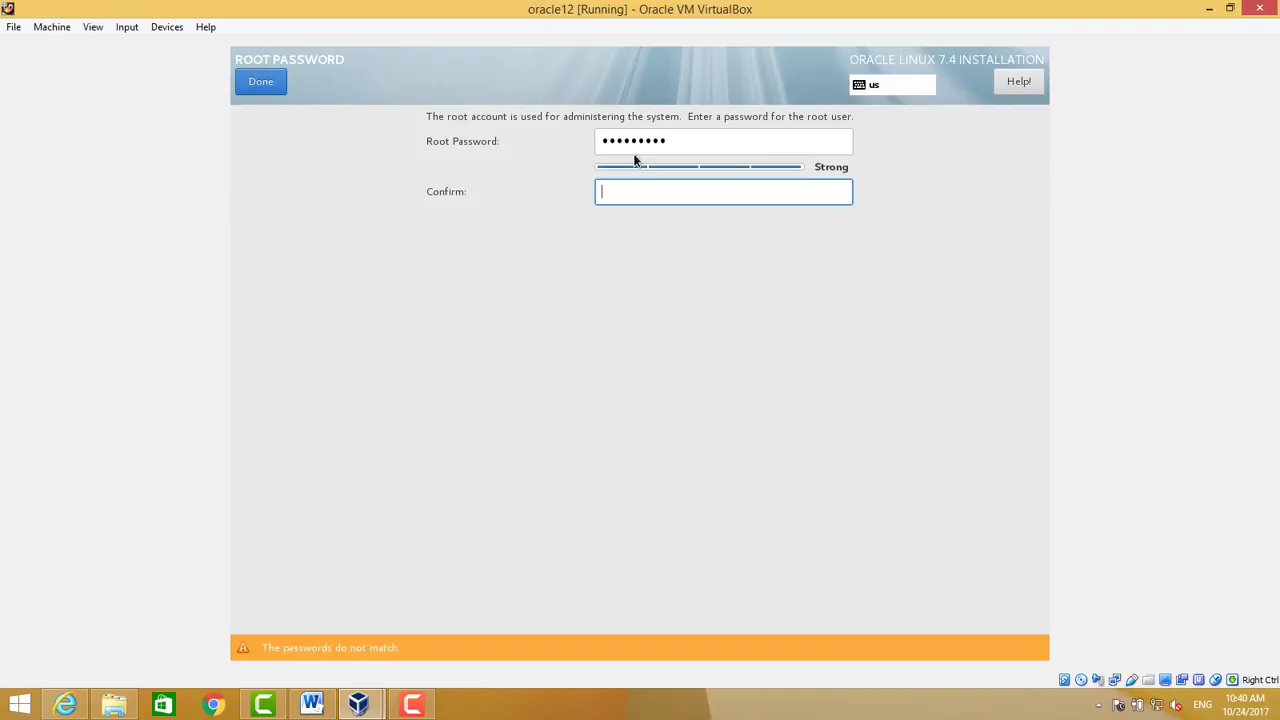 oracle12 [Running] - Oracle VM VirtualBox
File Machine View Input Devices Help
ROOT PASSWORD
ORACLE LINUX 7.4 INSTALLATION
Done
us
Help!
The root account is used for administering the system. Enter a password for the root user.
Root Password:
•••••••••
Strong
Confirm:
The passwords do not match.
Right Ctrl
ENG
10:40 AM
10/24/2017